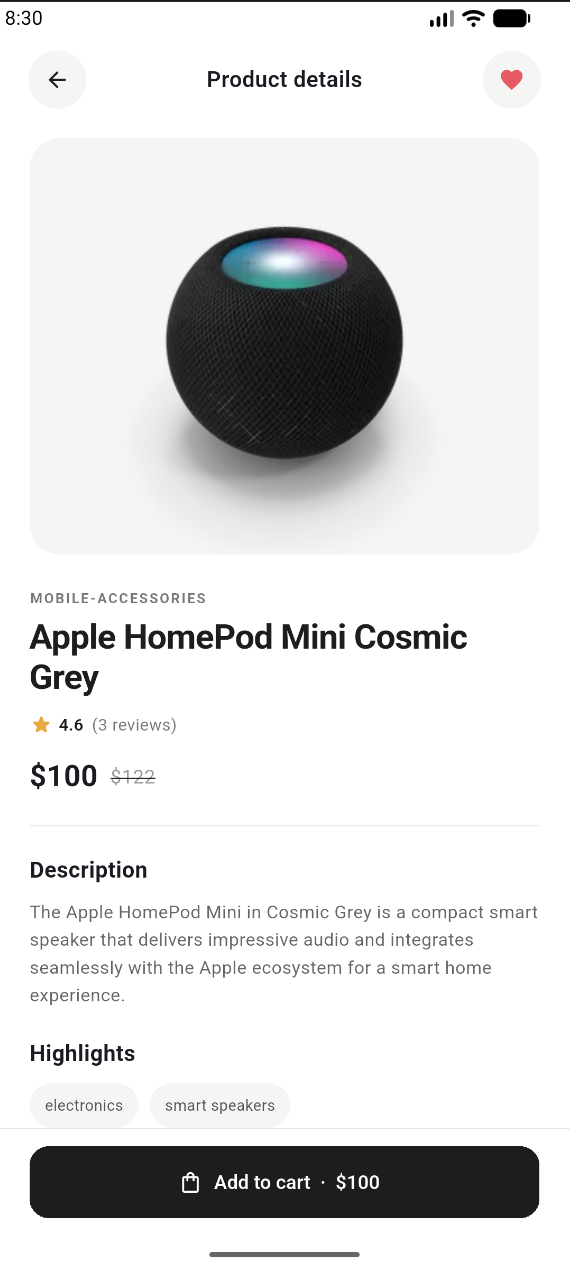 8:30
Product details
MOBILE-ACCESSORIES
Apple HomePod Mini Cosmic
Grey
4.6 (3 reviews)
$100 $122
Description
The Apple HomePod Mini in Cosmic Grey is a compact smart
speaker that delivers impressive audio and integrates
seamlessly with the Apple ecosystem for a smart home
experience.
Highlights
electronics smart speakers
Add to cart · $100